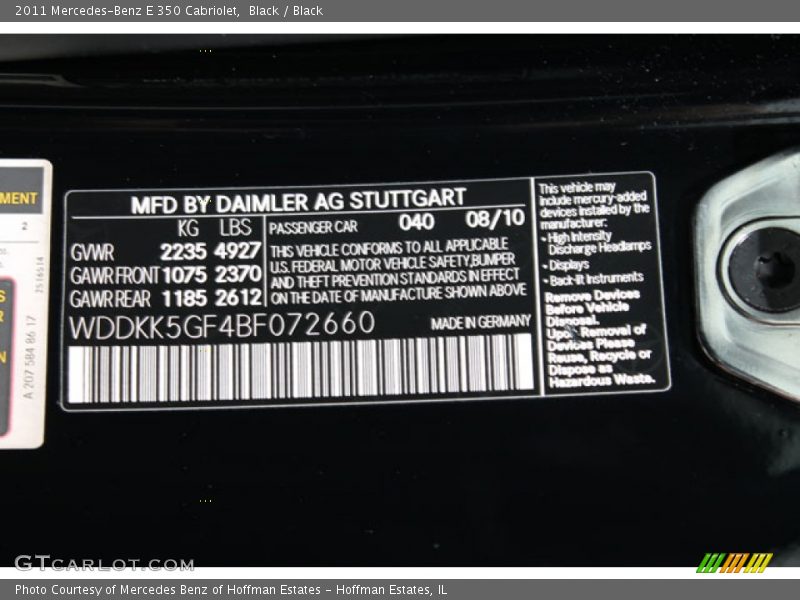 2011 Mercedes-Benz E 350 Cabriolet, Black / Black
MENT
2
A 207 584 86 17
2516514
MFD BY DAIMLER AG STUTTGART
KG LBS
GVWR 2235 4927
GAWR FRONT 1075 2370
GAWR REAR 1185 2612
PASSENGER CAR 040 08/10
THIS VEHICLE CONFORMS TO ALL APPLICABLE
U.S. FEDERAL MOTOR VEHICLE SAFETY,BUMPER
AND THEFT PREVENTION STANDARDS IN EFFECT
ON THE DATE OF MANUFACTURE SHOWN ABOVE
WDDKK5GF4BF072660
MADE IN GERMANY
This vehicle may
include mercury-added
devices installed by the
manufacturer:
• High Intensity
Discharge Headlamps
• Displays
• Back-lit Instruments
Remove Devices
Before Vehicle
Disposal.
Upon Removal of
Devices Please
Reuse, Recycle or
Dispose as
Hazardous Waste.
GTCARLOT.COM
Photo Courtesy of Mercedes Benz of Hoffman Estates - Hoffman Estates, IL